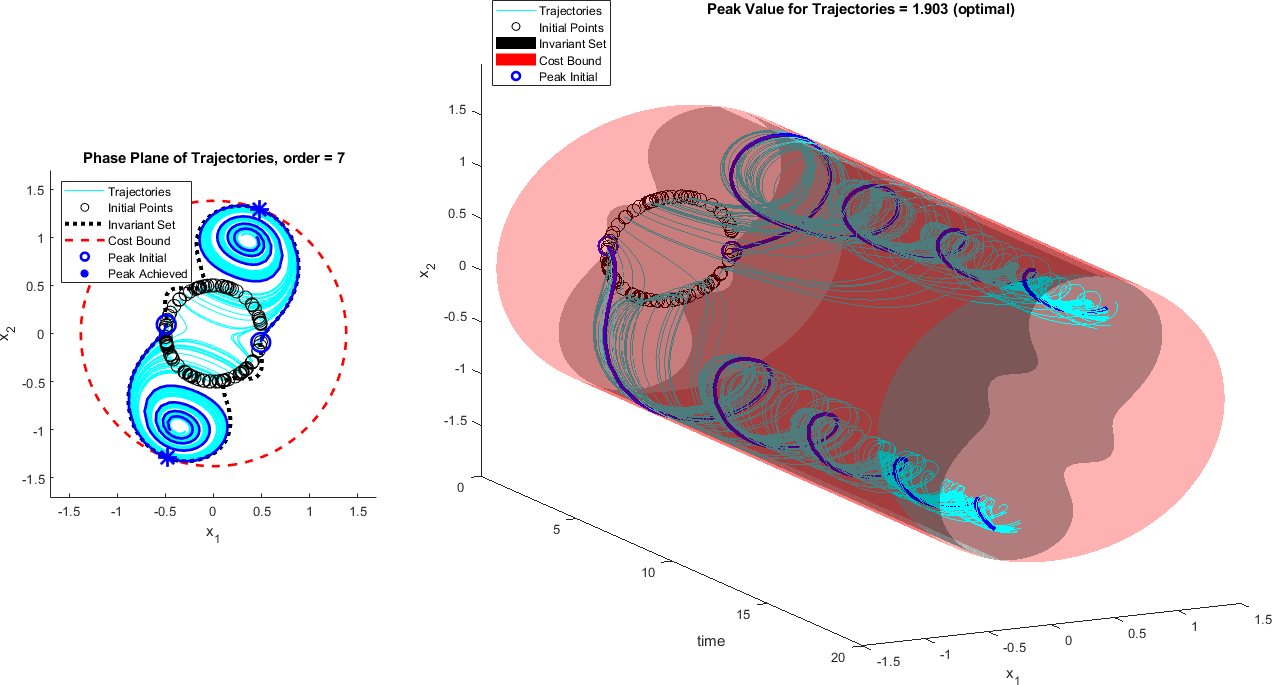 Phase Plane of Trajectories, order = 7
Trajectories
Initial Points
Invariant Set
Cost Bound
Peak Initial
Peak Achieved
1.5
1
0.5
0
-0.5
-1
-1.5
x2
-1.5
-1
-0.5
0
0.5
1
1.5
x1
Peak Value for Trajectories = 1.903 (optimal)
Trajectories
Initial Points
Invariant Set
Cost Bound
Peak Initial
1.5
1
0.5
0
-0.5
-1
-1.5
x2
0
5
10
15
20
time
-1.5
-1
-0.5
0
0.5
1
1.5
x1